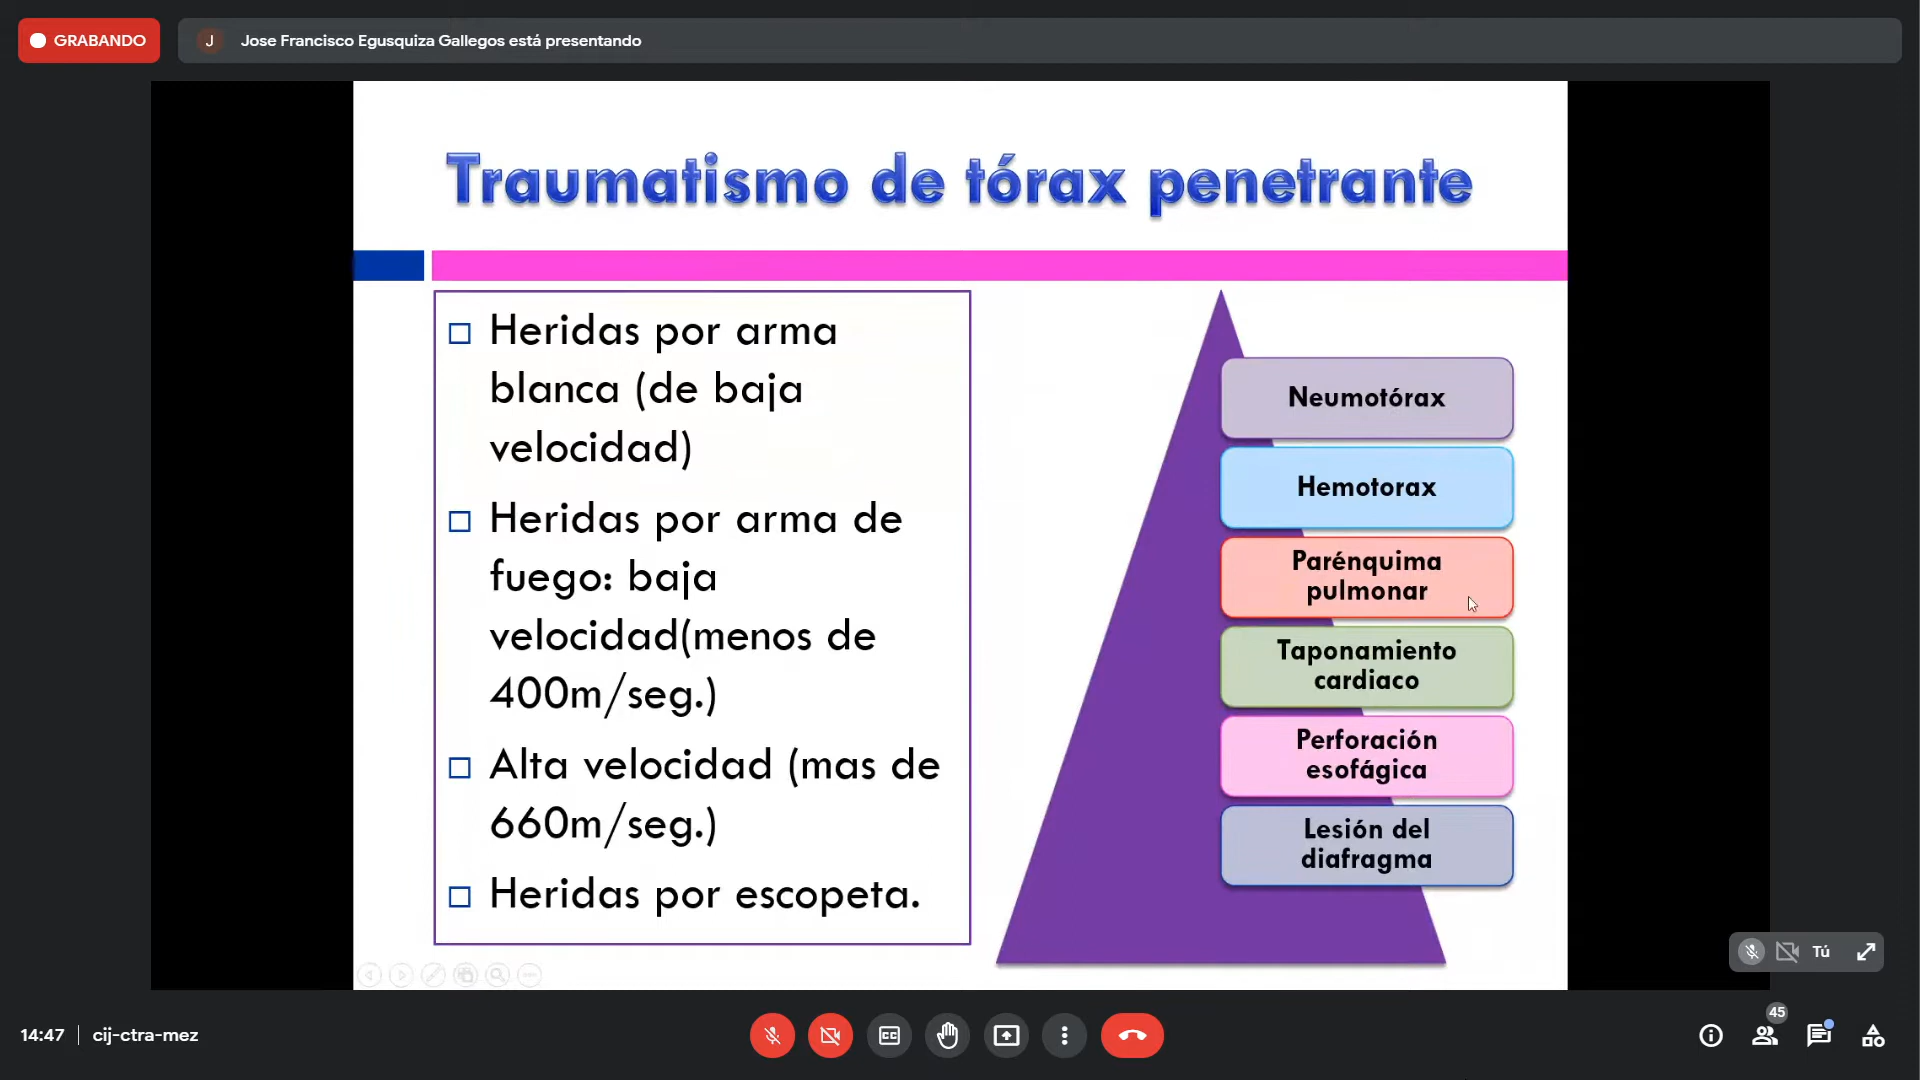 GRABANDO
J
Jose Francisco Egusquiza Gallegos está presentando
Traumatismo de tórax penetrante
Heridas por arma
blanca (de baja
velocidad)
Heridas por arma de
fuego: baja
velocidad(menos de
400m/seg.)
Alta velocidad (mas de
660m/seg.)
Heridas por escopeta.
Neumotórax
Hemotorax
Parénquima
pulmonar
Taponamiento
cardiaco
Perforación
esofágica
Lesión del
diafragma
Tú
14:47
cij-ctra-mez
CC
45